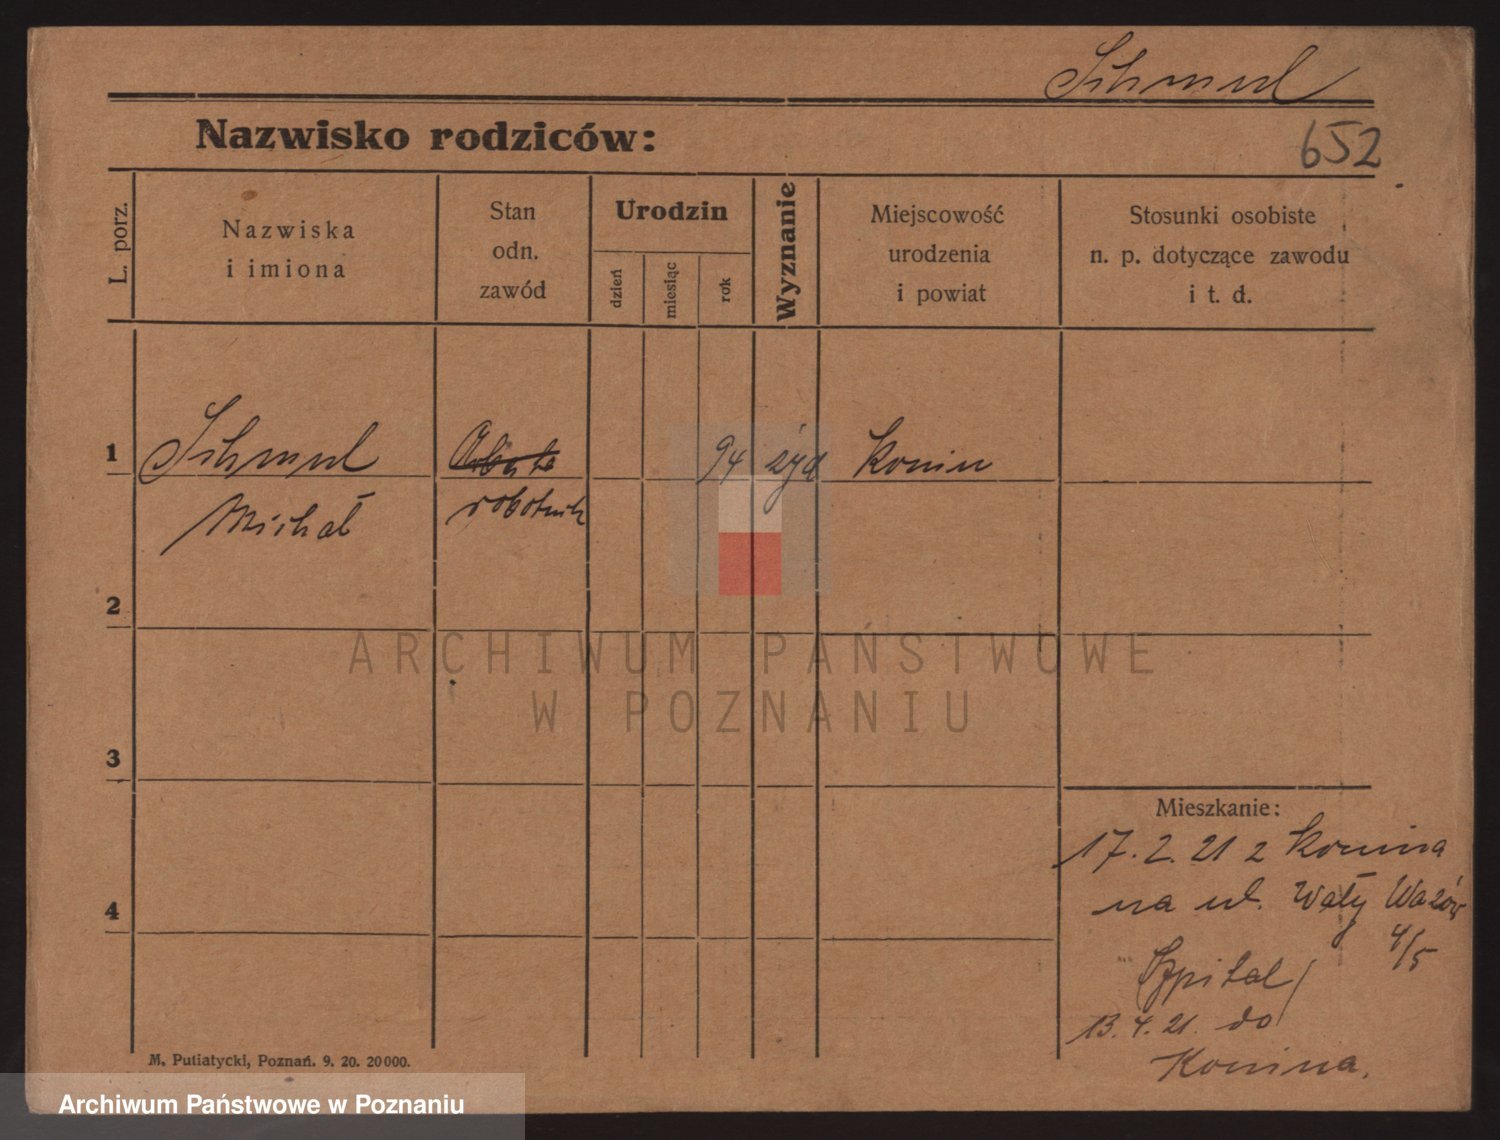 Schmul
Nazwisko rodziców:
652
L. porz.
Nazwiska
i imiona
Stan
odn.
zawód
Urodzin
dzień
miesiąc
rok
Wyznanie
Miejscowość
urodzenia
i powiat
Stosunki osobiste
n. p. dotyczące zawodu
i t. d.
1
Schmul
94 żyd Konin
Michał
robotnik
2
ARCHIWUM PAŃSTWOWE
W POZNANIU
3
Mieszkanie:
17.2.21 z Konina
na ul. Wały Wazów
4/5
(Szpital)
13.4.21. do
Konina.
4
M. Putiatycki, Poznań. 9. 20. 20000.
Archiwum Państwowe w Poznaniu